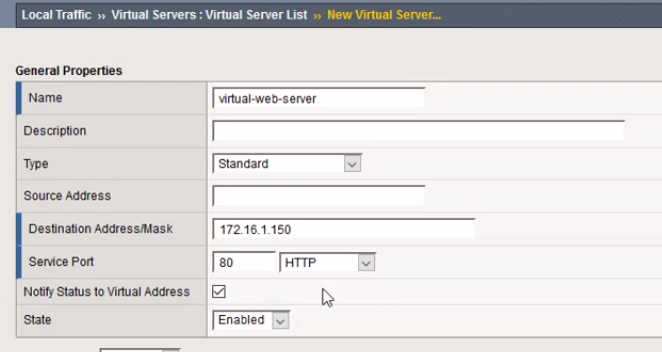 Local Traffic ›› Virtual Servers : Virtual Server List ›› New Virtual Server...
General Properties
Name virtual-web-server
Description
Type Standard
Source Address
Destination Address/Mask 172.16.1.150
Service Port 80 HTTP
Notify Status to Virtual Address
State Enabled